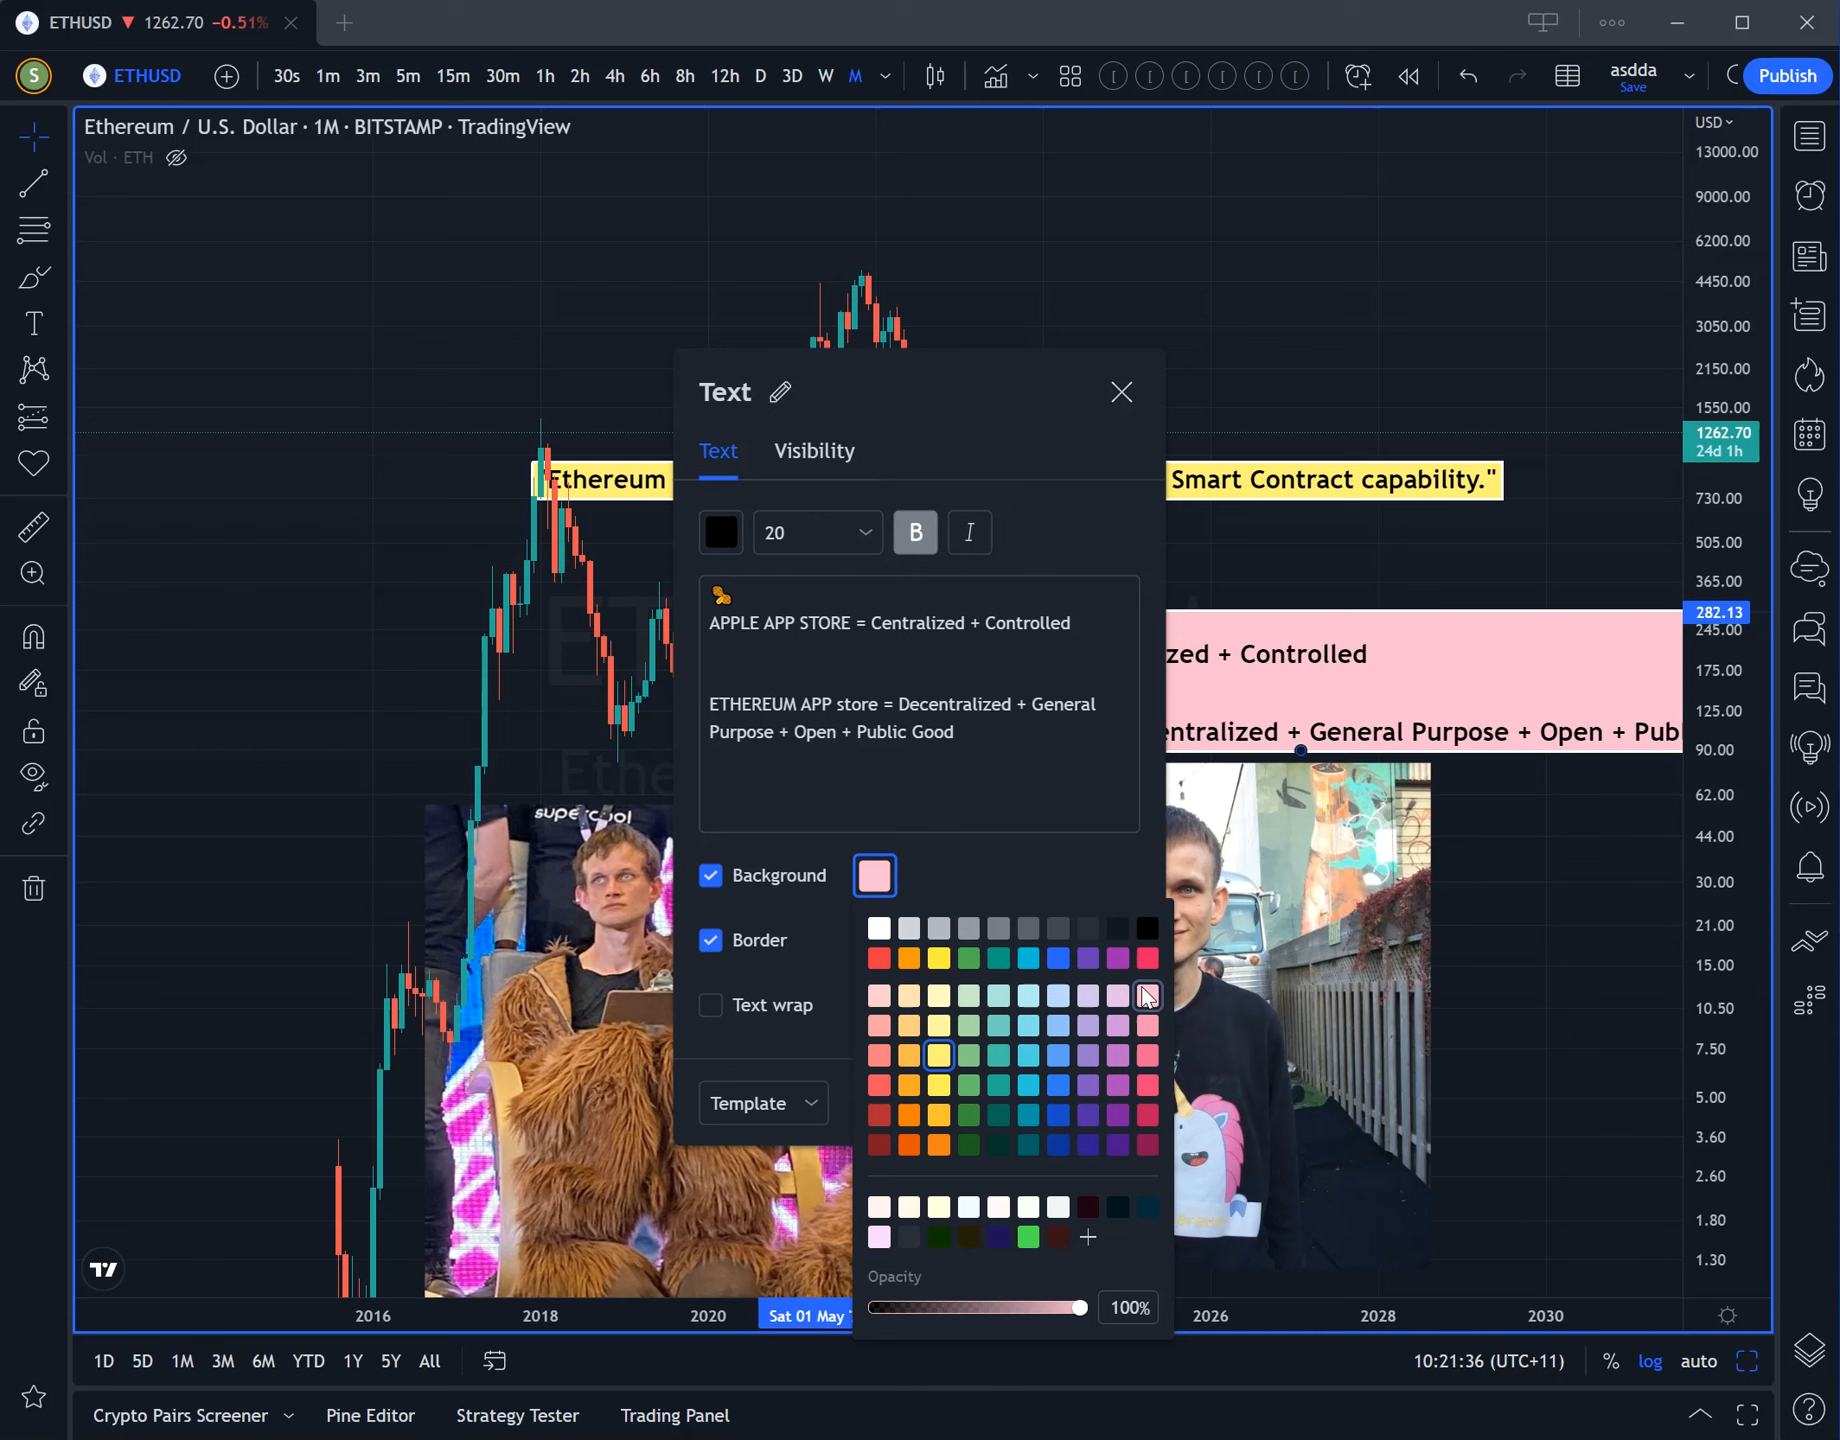 ETHUSD ▼ 1262.70 −0.51%
S ETHUSD 30s 1m 3m 5m 15m 30m 1h 2h 4h 6h 8h 12h D 3D W M asdda Save Publish
Ethereum / U.S. Dollar · 1M · BITSTAMP · TradingView
Vol · ETH
USD
13000.00
9000.00
6200.00
4450.00
3050.00
2150.00
1550.00
1262.70
24d 1h
730.00
505.00
365.00
282.13
245.00
175.00
125.00
90.00
62.00
44.00
30.00
21.00
15.00
10.50
7.50
5.00
3.60
2.60
1.80
1.30
"Ethereum
Smart Contract capability."
zed + Controlled
entralized + General Purpose + Open + Publ
Text
Text Visibility
20 B I
APPLE APP STORE = Centralized + Controlled
ETHEREUM APP store = Decentralized + General
Purpose + Open + Public Good
Background
Border
Text wrap
Template
Opacity
100%
supercool
ET
Ethe
2016 2018 2020 Sat 01 May 2026 2028 2030
1D 5D 1M 3M 6M YTD 1Y 5Y All 10:21:36 (UTC+11) % log auto
Crypto Pairs Screener Pine Editor Strategy Tester Trading Panel